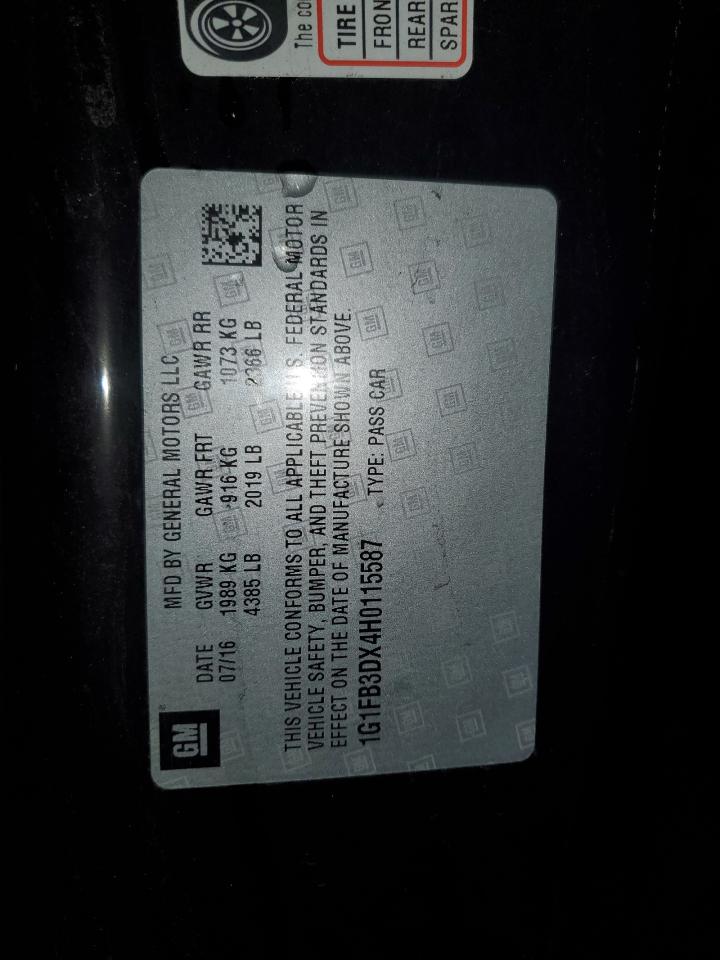 The co
TIRE
FRON
REAR
SPAR
GM
MFD BY GENERAL MOTORS LLC
DATE GVWR GAWR FRT GAWR RR
07/16 1989 KG 916 KG 1073 KG
4385 LB 2019 LB 2366 LB
THIS VEHICLE CONFORMS TO ALL APPLICABLE U.S. FEDERAL MOTOR
VEHICLE SAFETY, BUMPER, AND THEFT PREVENTION STANDARDS IN
EFFECT ON THE DATE OF MANUFACTURE SHOWN ABOVE.
1G1FB3DX4H0115587 TYPE: PASS CAR